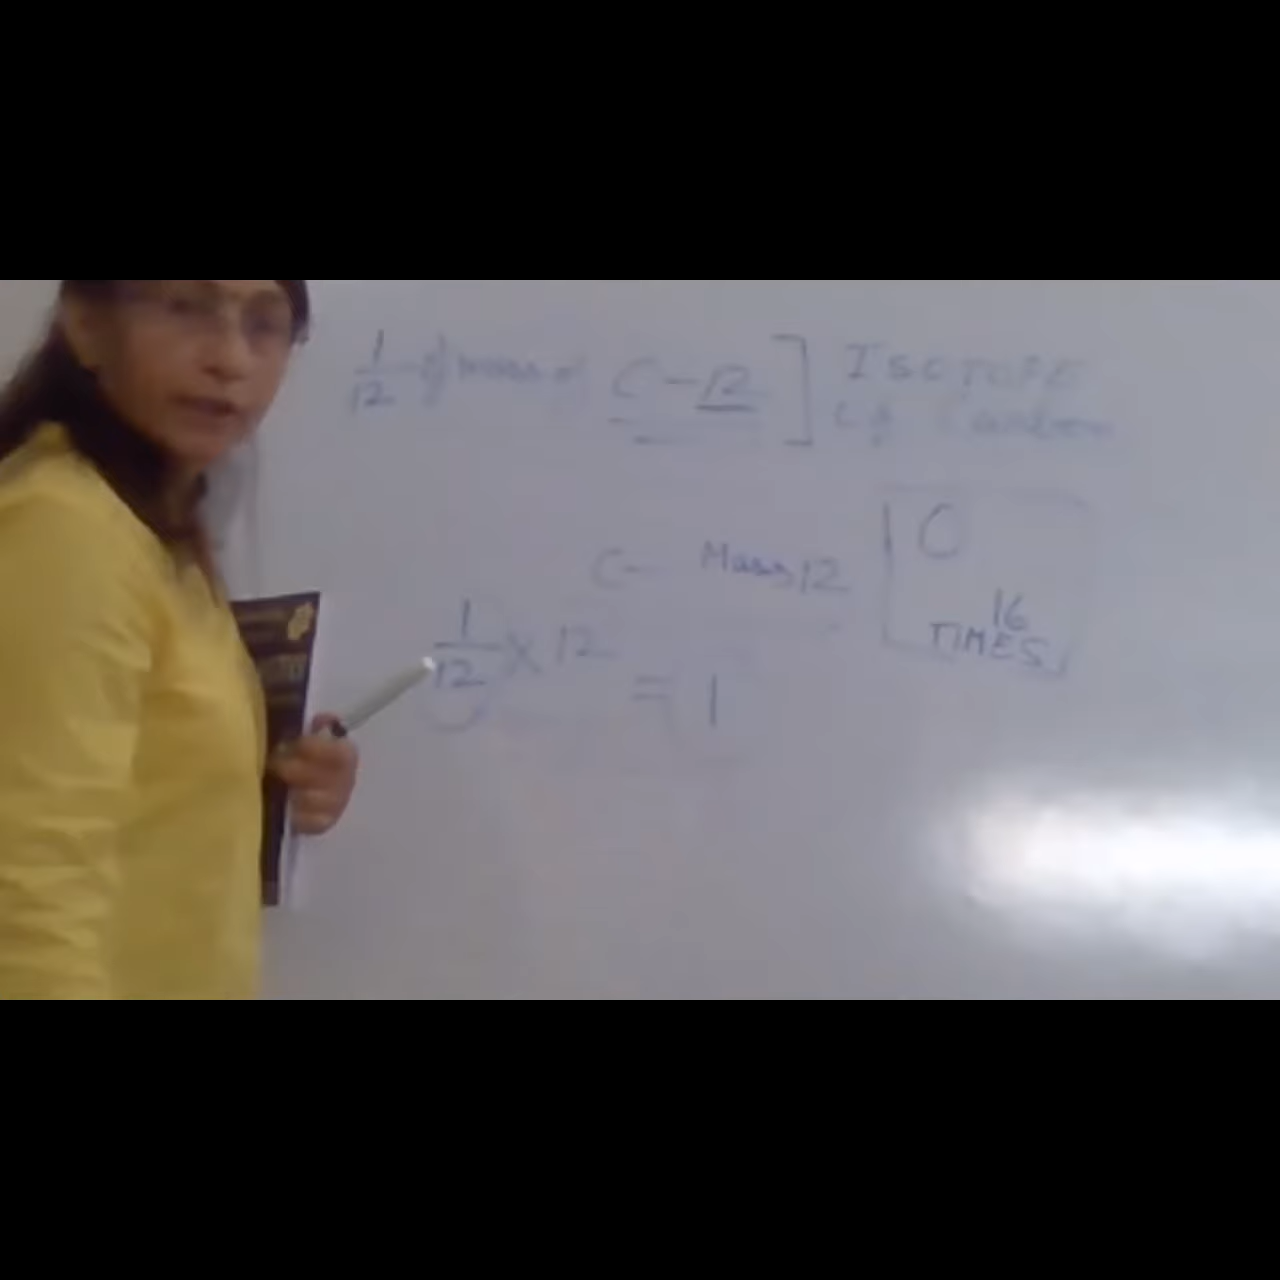 1/12 of mass of C-12 ] ISOTOPE
of Carbon
C- Mass 12
O
16
TIMES
1/12 x 12
= 1